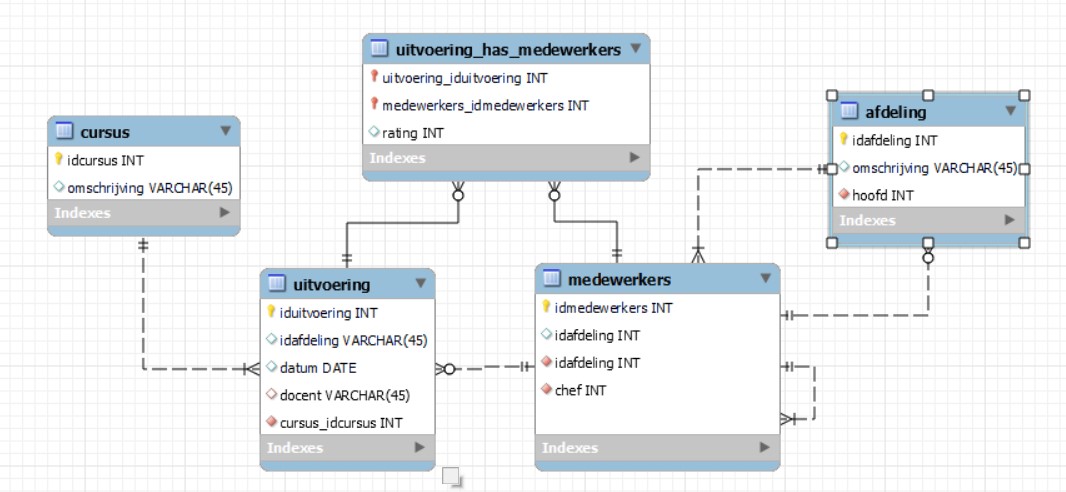 uitvoering_has_medewerkers
uitvoering_iduitvoering INT
medewerkers_idmedewerkers INT
rating INT
Indexes
cursus
idcursus INT
omschrijving VARCHAR(45)
Indexes
afdeling
idafdeling INT
omschrijving VARCHAR(45)
hoofd INT
Indexes
uitvoering
iduitvoering INT
idafdeling VARCHAR(45)
datum DATE
docent VARCHAR(45)
cursus_idcursus INT
Indexes
medewerkers
idmedewerkers INT
idafdeling INT
idafdeling INT
chef INT
Indexes